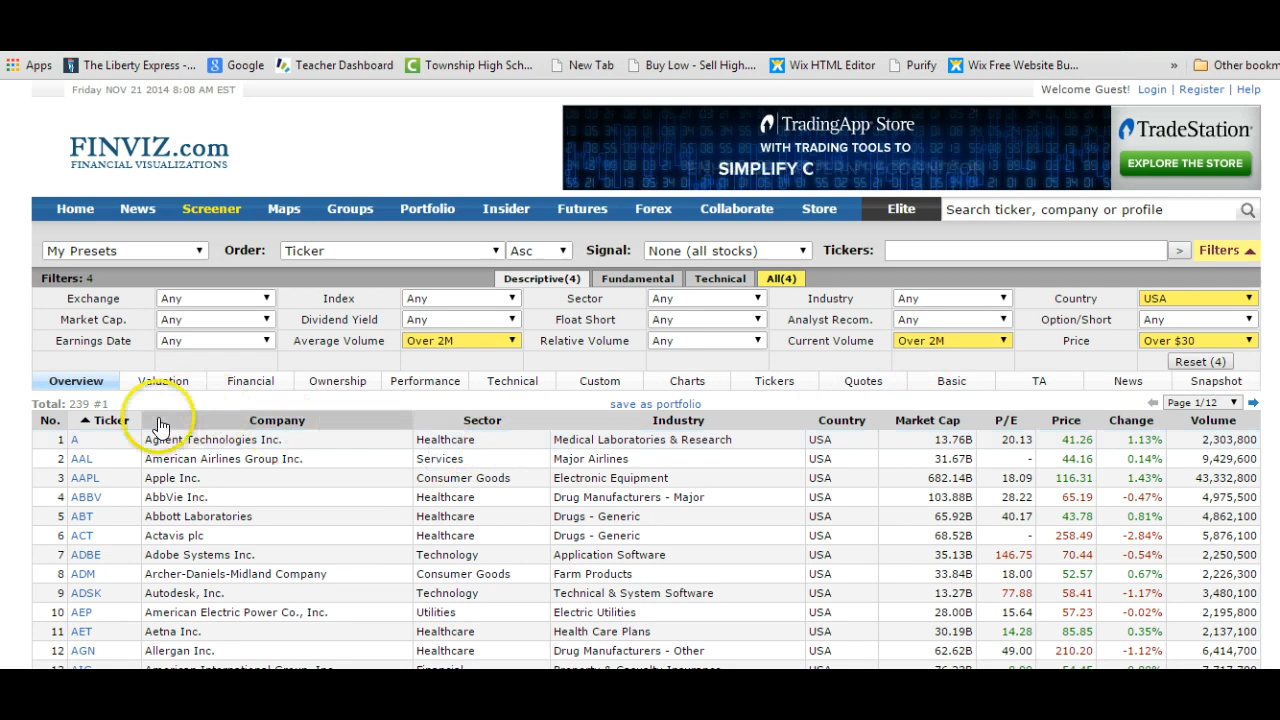 Apps The Liberty Express -... Google Teacher Dashboard Township High Sch... New Tab Buy Low - Sell High.... Wix HTML Editor Purify Wix Free Website Bu... » Other bookm
Friday NOV 21 2014 8:08 AM EST
Welcome Guest! Login | Register | Help
FINVIZ.com
FINANCIAL VISUALIZATIONS
TradingApp Store
WITH TRADING TOOLS TO
SIMPLIFY C
TradeStation
EXPLORE THE STORE
Home News Screener Maps Groups Portfolio Insider Futures Forex Collaborate Store Elite Search ticker, company or profile
My Presets Order: Ticker Asc Signal: None (all stocks) Tickers: > Filters
Filters: 4 Descriptive(4) Fundamental Technical All(4)
Exchange Any Index Any Sector Any Industry Any Country USA
Market Cap. Any Dividend Yield Any Float Short Any Analyst Recom. Any Option/Short Any
Earnings Date Any Average Volume Over 2M Relative Volume Any Current Volume Over 2M Price Over $30
Reset (4)
Overview Valuation Financial Ownership Performance Technical Custom Charts Tickers Quotes Basic TA News Snapshot
Total: 239 #1 save as portfolio Page 1/12
No. Ticker Company Sector Industry Country Market Cap P/E Price Change Volume
1 A Agilent Technologies Inc. Healthcare Medical Laboratories & Research USA 13.76B 20.13 41.26 1.13% 2,303,800
2 AAL American Airlines Group Inc. Services Major Airlines USA 31.67B - 44.16 0.14% 9,429,600
3 AAPL Apple Inc. Consumer Goods Electronic Equipment USA 682.14B 18.09 116.31 1.43% 43,332,800
4 ABBV AbbVie Inc. Healthcare Drug Manufacturers - Major USA 103.88B 28.22 65.19 -0.47% 4,975,500
5 ABT Abbott Laboratories Healthcare Drugs - Generic USA 65.92B 40.17 43.78 0.81% 4,862,100
6 ACT Actavis plc Healthcare Drugs - Generic USA 68.52B - 258.49 -2.84% 5,876,100
7 ADBE Adobe Systems Inc. Technology Application Software USA 35.13B 146.75 70.44 -0.54% 2,250,500
8 ADM Archer-Daniels-Midland Company Consumer Goods Farm Products USA 33.84B 18.00 52.57 0.67% 2,226,300
9 ADSK Autodesk, Inc. Technology Technical & System Software USA 13.27B 77.88 58.41 -1.17% 3,480,100
10 AEP American Electric Power Co., Inc. Utilities Electric Utilities USA 28.00B 15.64 57.23 -0.02% 2,195,800
11 AET Aetna Inc. Healthcare Health Care Plans USA 30.19B 14.28 85.85 0.35% 2,137,100
12 AGN Allergan Inc. Healthcare Drug Manufacturers - Other USA 62.62B 49.00 210.20 -1.12% 6,414,700